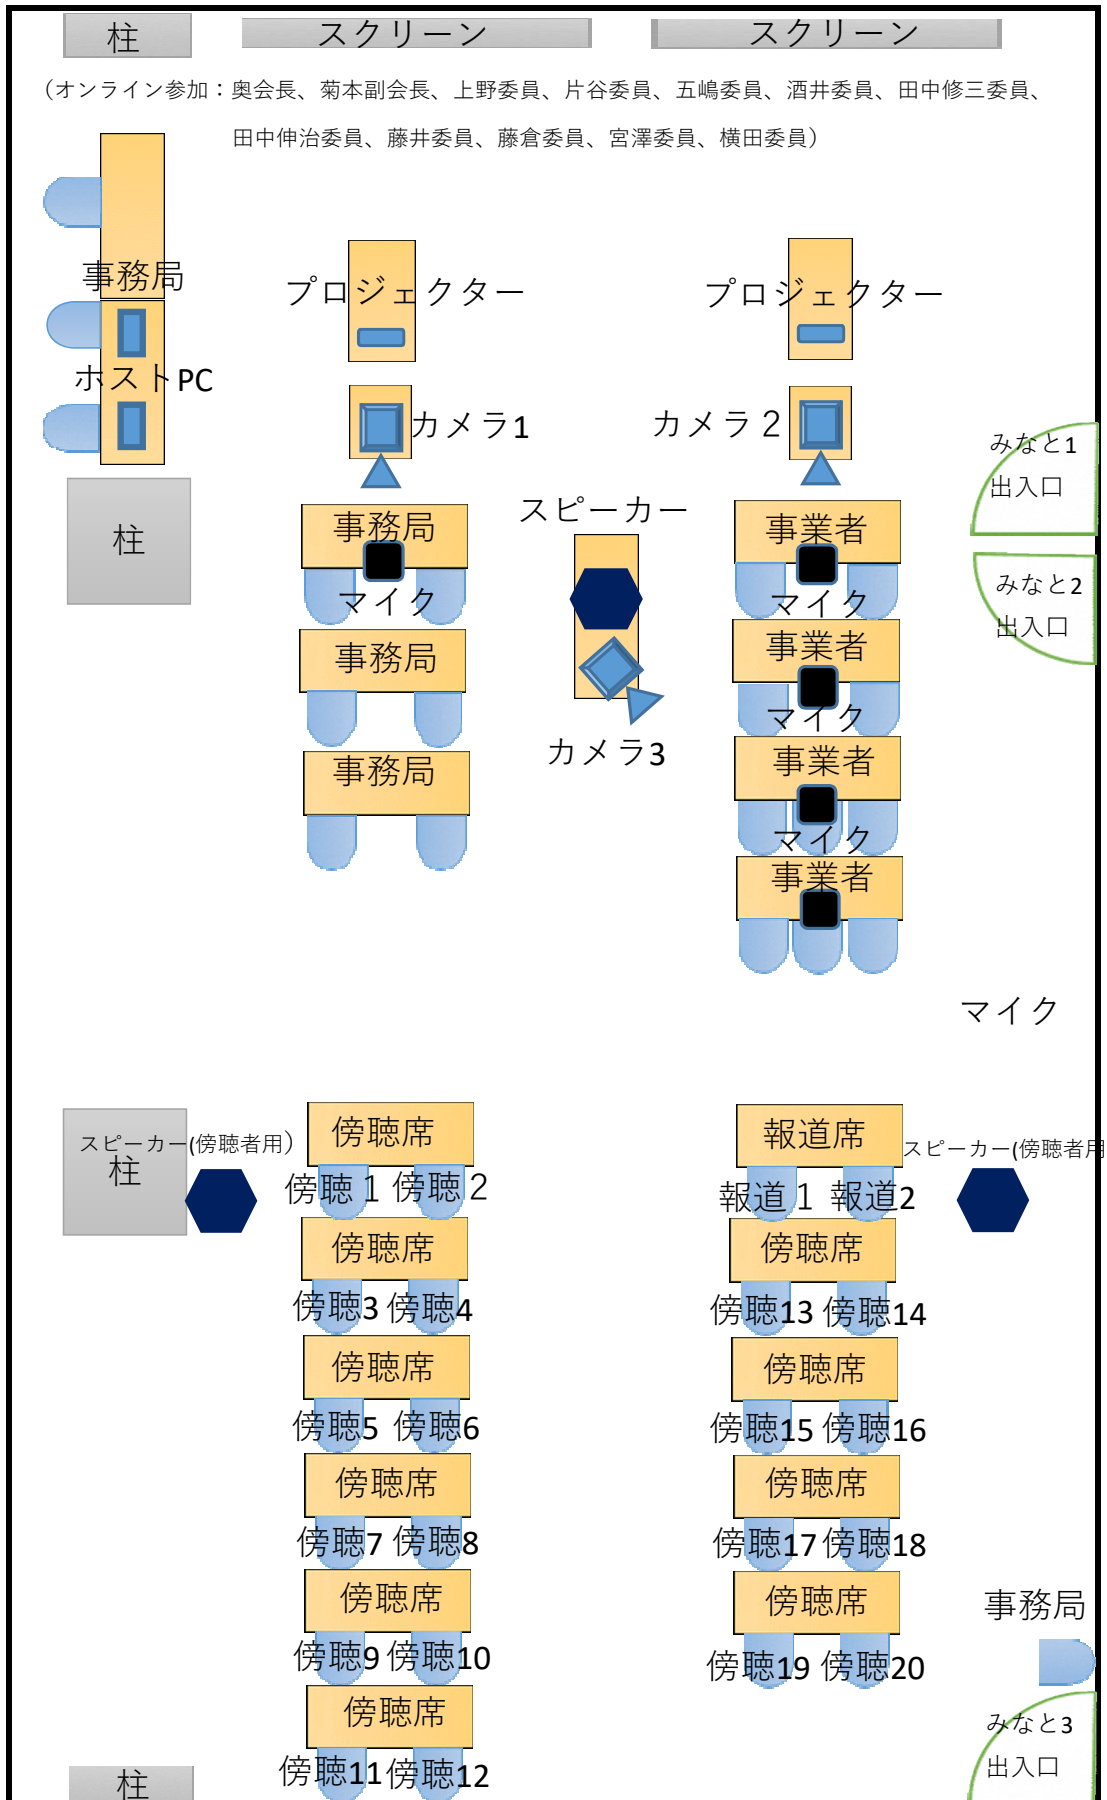 柱
スクリーン
スクリーン
（オンライン参加：奥会長、菊本副会長、上野委員、片谷委員、五嶋委員、酒井委員、田中修三委員、
田中伸治委員、藤井委員、藤倉委員、宮澤委員、横田委員）
事務局
プロジェクター
プロジェクター
ホストPC
カメラ1
カメラ２
みなと1
出入口
柱
事務局
マイク
スピーカー
事業者
マイク
みなと2
出入口
事務局
事業者
マイク
カメラ3
事務局
事業者
マイク
事業者
マイク
スピーカー(傍聴者用）
柱
傍聴席
傍聴１ 傍聴２
報道席
報道１ 報道2
スピーカー(傍聴者用
傍聴席
傍聴3 傍聴4
傍聴席
傍聴13 傍聴14
傍聴席
傍聴5 傍聴6
傍聴席
傍聴15 傍聴16
傍聴席
傍聴7 傍聴8
傍聴席
傍聴17 傍聴18
傍聴席
傍聴9 傍聴10
傍聴席
傍聴19 傍聴20
事務局
傍聴席
傍聴11 傍聴12
みなと3
出入口
柱